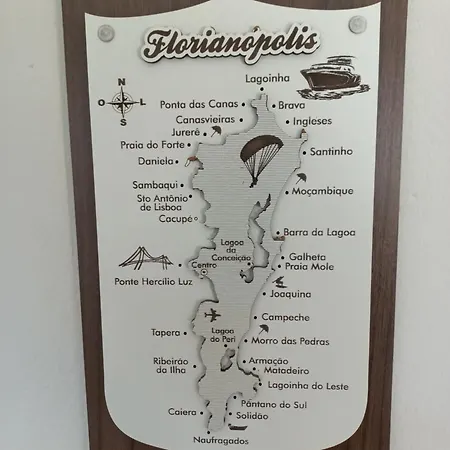 Florianópolis
N
O L
S
Lagoinha
Ponta das Canas
Brava
Canasvieiras
Ingleses
Jurerê
Praia do Forte
Santinho
Daniela
Sambaqui
Moçambique
Sto Antônio
de Lisboa
Cacupé
Barra da Lagoa
Lagoa
da
Conceição
Galheta
Centro
Praia Mole
Ponte Hercílio Luz
Joaquina
Campeche
Tapera
Lagoa
do Peri
Morro das Pedras
Ribeirão
da Ilha
Armação
Matadeiro
Lagoinha do Leste
Pântano do Sul
Caiera
Solidão
Naufragados